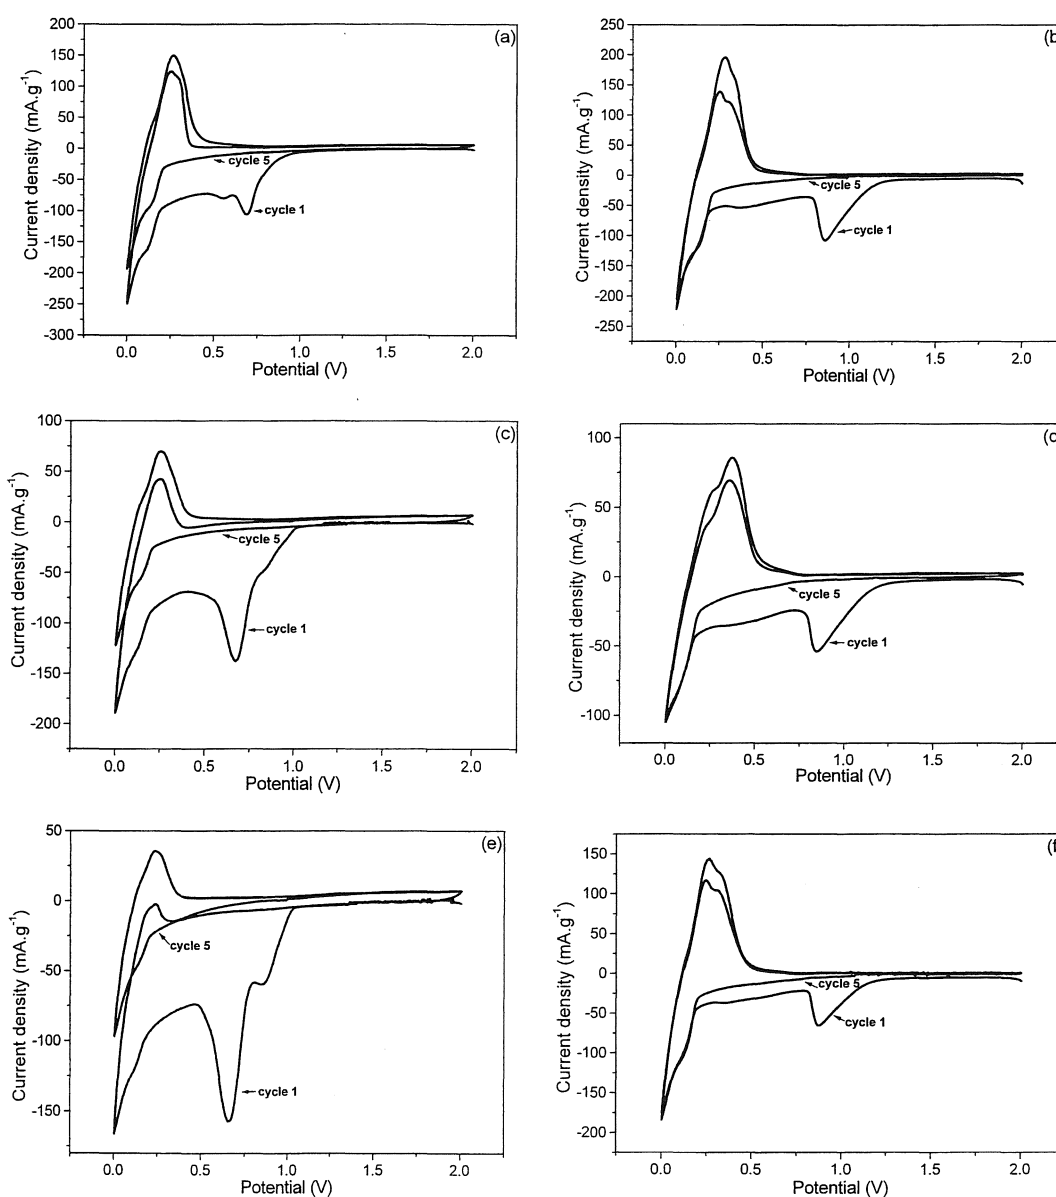 (a)
Current density (mA.g⁻¹)
200
150
100
50
0
-50
-100
-150
-200
-250
-300
cycle 5
cycle 1
0.0 0.5 1.0 1.5 2.0
Potential (V)
(b
Current density (mA.g⁻¹)
250
200
150
100
50
0
-50
-100
-150
-200
-250
cycle 5
cycle 1
0.0 0.5 1.0 1.5 2.0
Potential (V)
(c)
Current density (mA.g⁻¹)
100
50
0
-50
-100
-150
-200
cycle 5
cycle 1
0.0 0.5 1.0 1.5 2.0
Potential (V)
(d
Current density (mA.g⁻¹)
100
50
0
-50
-100
cycle 5
cycle 1
0.0 0.5 1.0 1.5 2.0
Potential (V)
(e)
Current density (mA.g⁻¹)
50
0
-50
-100
-150
cycle 5
cycle 1
0.0 0.5 1.0 1.5 2.0
Potential (V)
(f
Current density (mA.g⁻¹)
150
100
50
0
-50
-100
-150
-200
cycle 5
cycle 1
0.0 0.5 1.0 1.5 2.0
Potential (V)